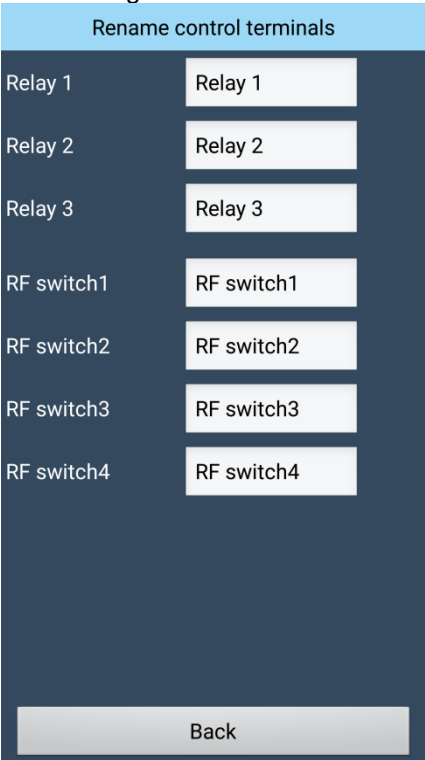 Rename control terminals
Relay 1 Relay 1
Relay 2 Relay 2
Relay 3 Relay 3
RF switch1 RF switch1
RF switch2 RF switch2
RF switch3 RF switch3
RF switch4 RF switch4
Back